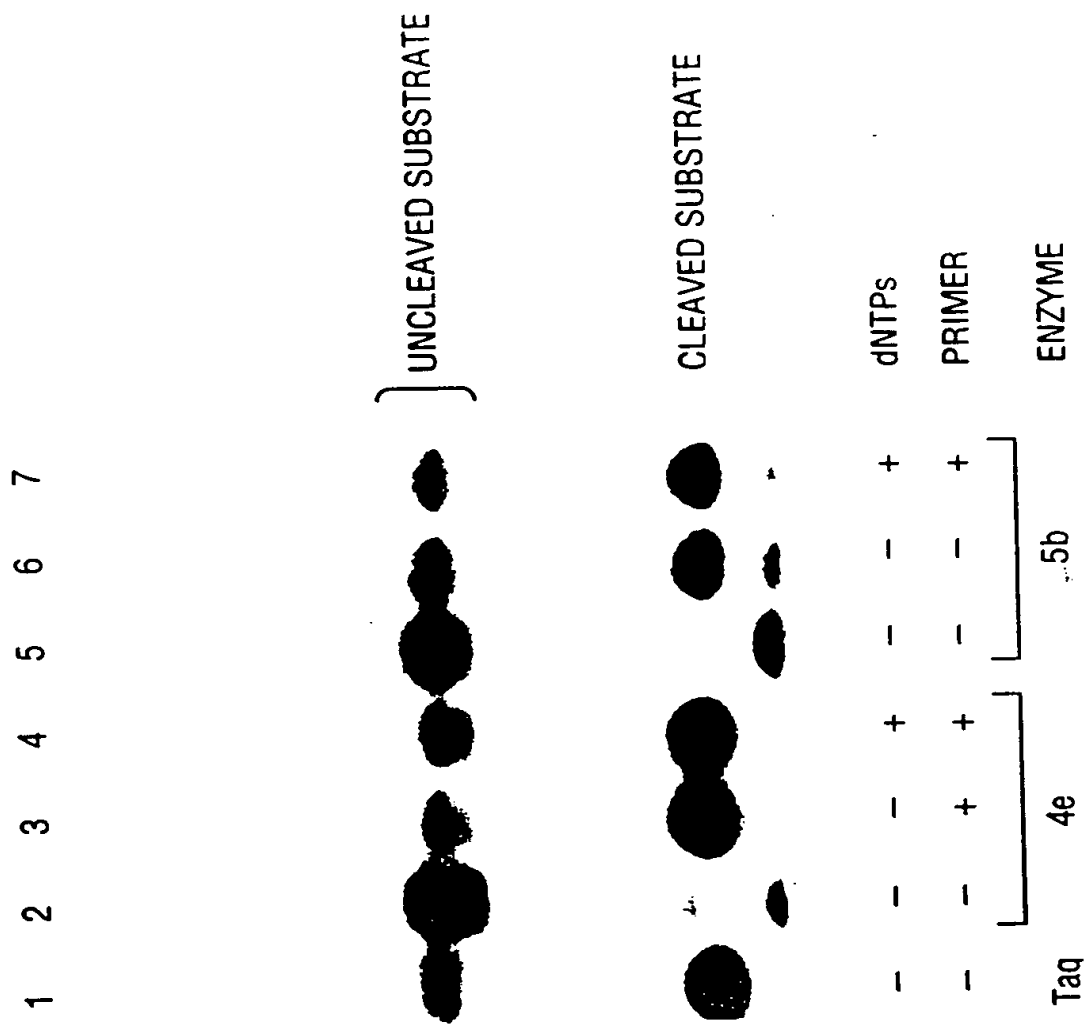 1 2 3 4 5 6 7
UNCLEAVED SUBSTRATE
CLEAVED SUBSTRATE
− − − + − − + dNTPs
− − + + − − + PRIMER
Taq 4e 5b ENZYME